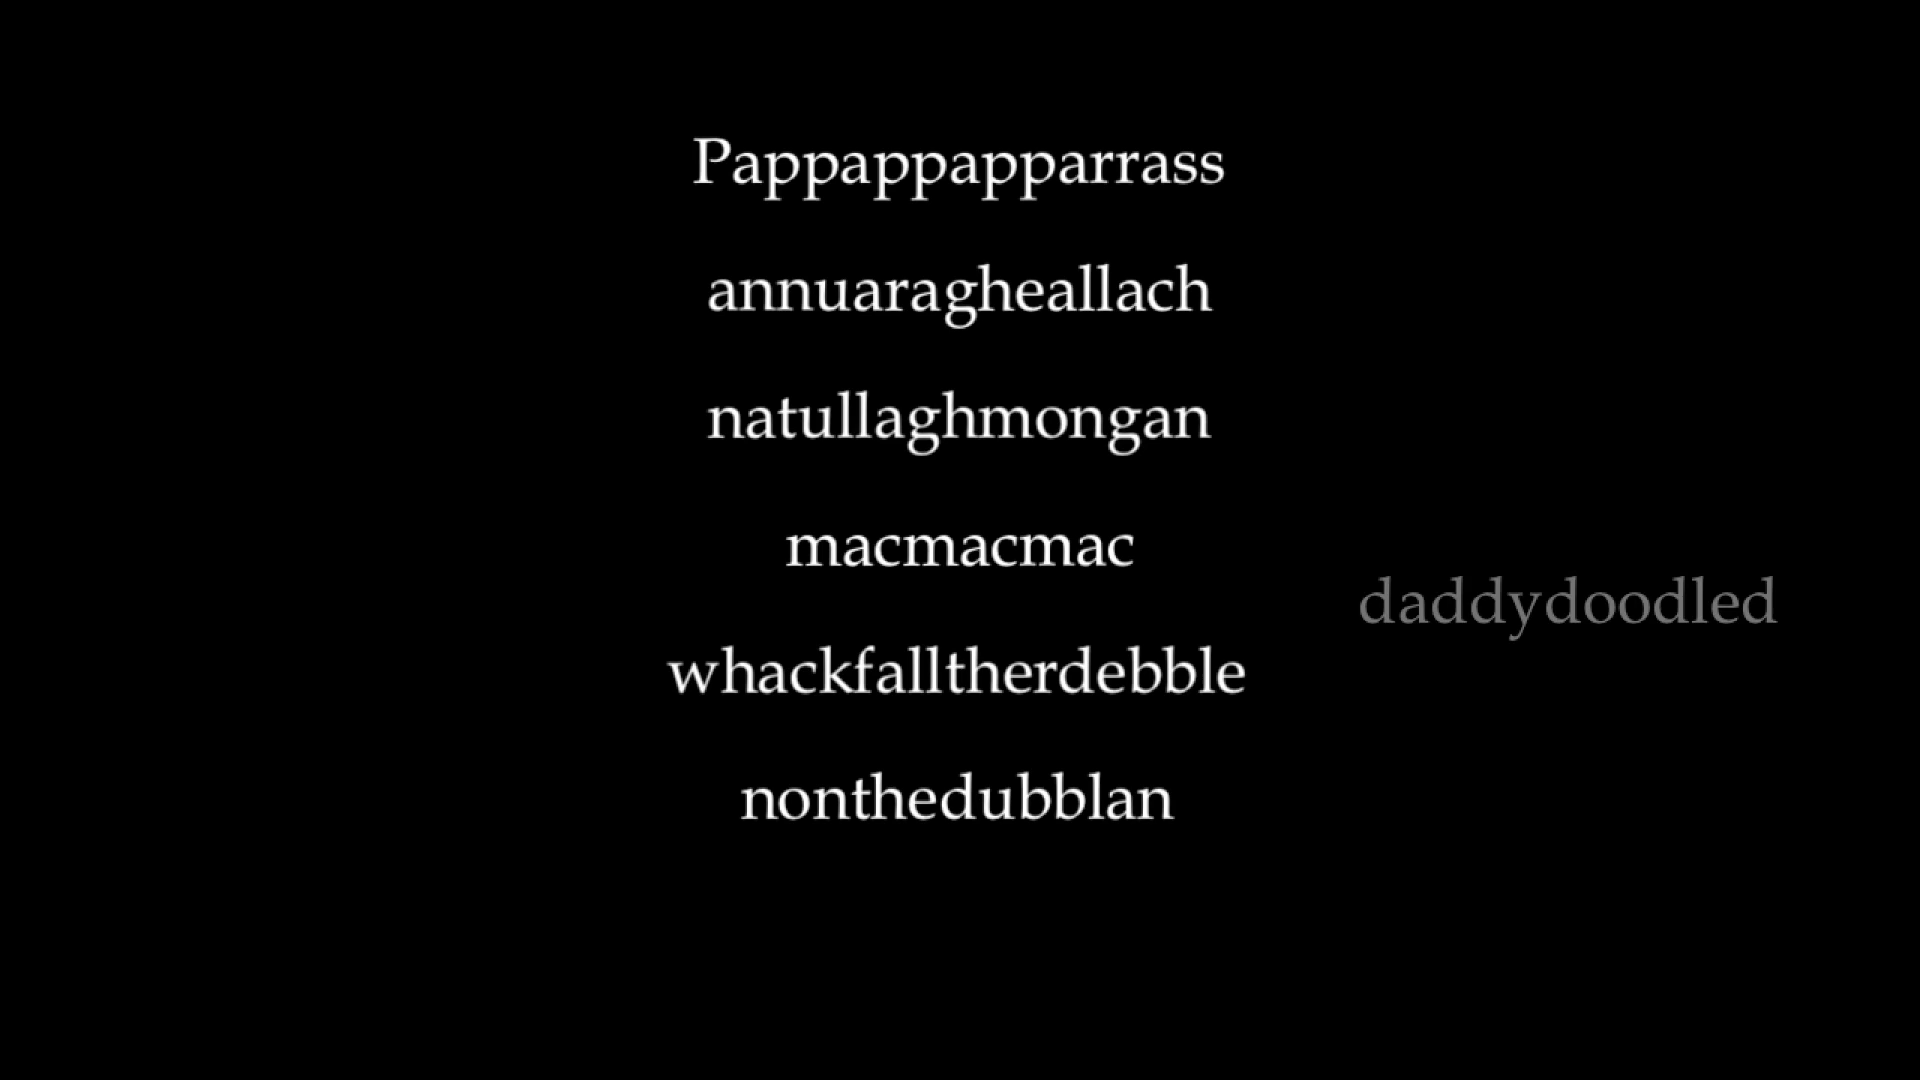 Pappappapparrass
annuaragheallach
natullaghmongan
macmacmac
daddydoodled
whackfalltherdebble
nonthedubblan